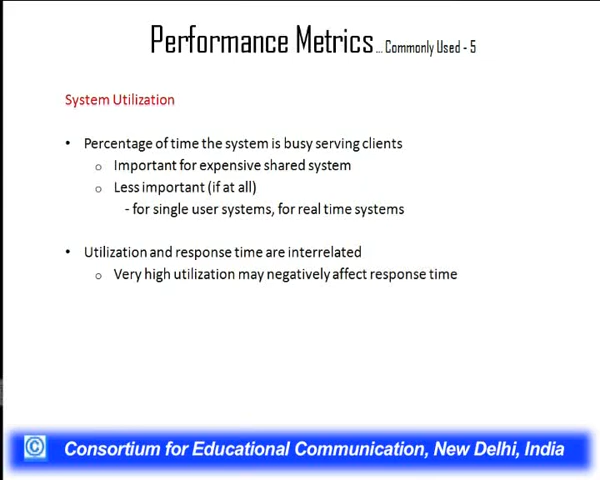 Performance Metrics... Commonly Used - 5
System Utilization
• Percentage of time the system is busy serving clients
o Important for expensive shared system
o Less important (if at all)
- for single user systems, for real time systems
• Utilization and response time are interrelated
o Very high utilization may negatively affect response time
© Consortium for Educational Communication, New Delhi, India